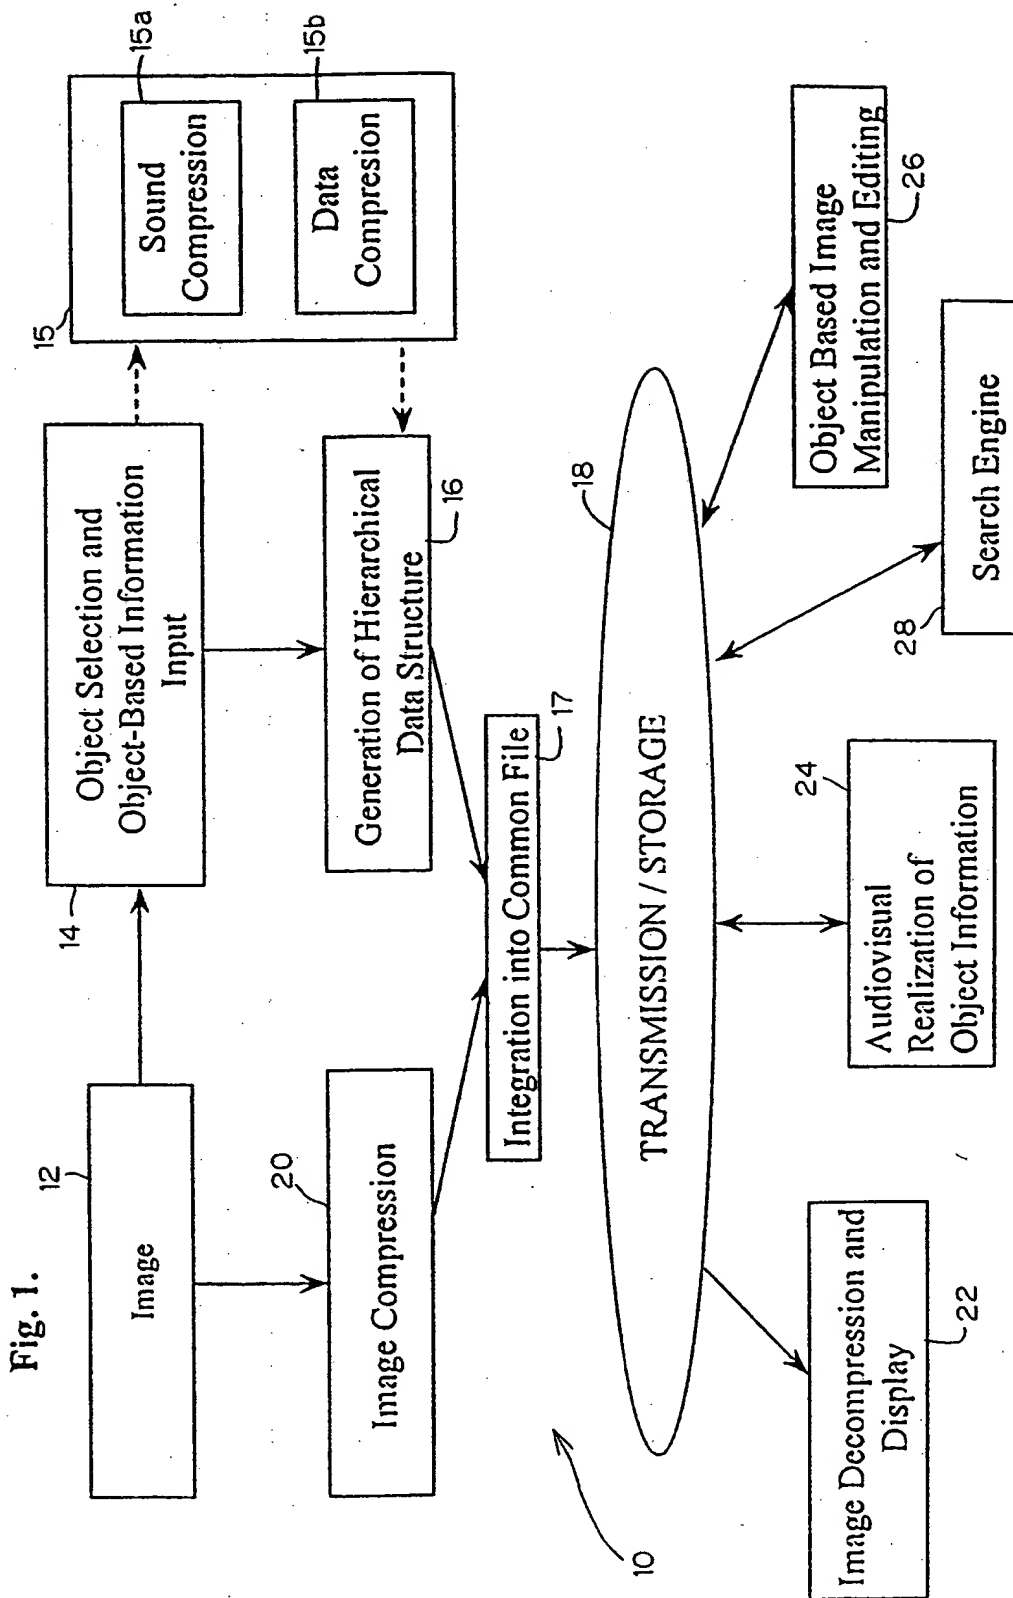 Fig. 1.
12
Image
14
Object Selection and
Object-Based Information
Input
15
Sound
Compression
15a
Data
Compresion
15b
20
Image Compression
Generation of Hierarchical
Data Structure
16
Integration into Common File
17
TRANSMISSION / STORAGE
18
10
Image Decompression and
Display
22
24
Audiovisual
Realization of
Object Information
28
Search Engine
Object Based Image
Manipulation and Editing
26